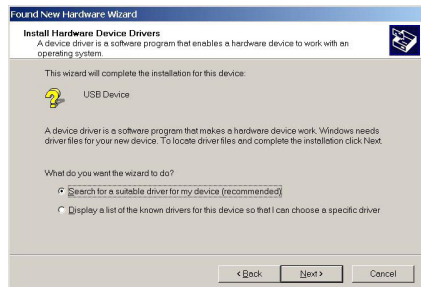 Found New Hardware Wizard
Install Hardware Device Drivers
A device driver is a software program that enables a hardware device to work with an
operating system.
This wizard will complete the installation for this device:
USB Device
A device driver is a software program that makes a hardware device work. Windows needs
driver files for your new device. To locate driver files and complete the installation click Next.
What do you want the wizard to do?
Search for a suitable driver for my device (recommended)
Display a list of the known drivers for this device so that I can choose a specific driver
< Back Next > Cancel